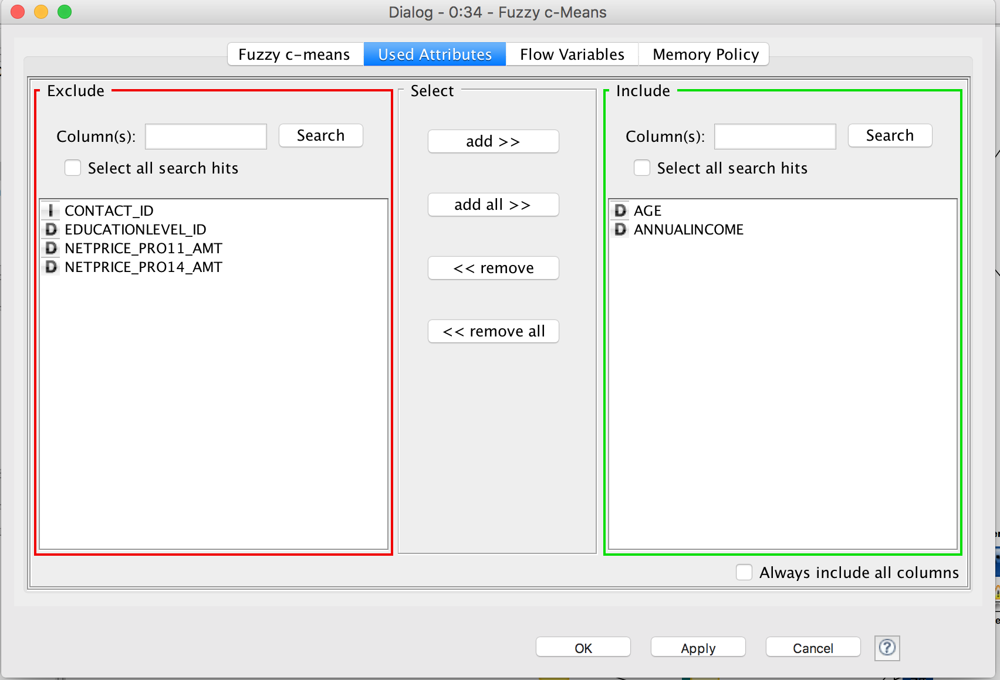 Dialog - 0:34 - Fuzzy c-Means
Fuzzy c-means
Used Attributes
Flow Variables
Memory Policy
Exclude
Column(s):
Search
Select all search hits
I CONTACT_ID
D EDUCATIONLEVEL_ID
D NETPRICE_PRO11_AMT
D NETPRICE_PRO14_AMT
Select
add >>
add all >>
<< remove
<< remove all
Include
Column(s):
Search
Select all search hits
D AGE
D ANNUALINCOME
Always include all columns
OK
Apply
Cancel
?